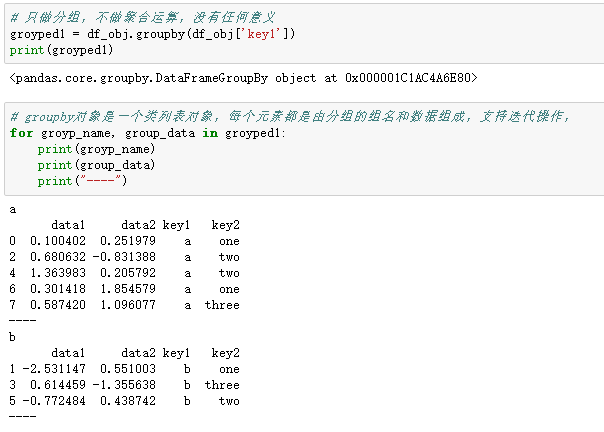 # 只做分组，不做聚合运算，没有任何意义
groyped1 = df_obj.groupby(df_obj['key1'])
print(groyped1)
<pandas.core.groupby.DataFrameGroupBy object at 0x000001C1AC4A6E80>
# groupby对象是一个类列表对象，每个元素都是由分组的组名和数据组成，支持迭代操作，
for groyp_name, group_data in groyped1:
    print(groyp_name)
    print(group_data)
    print("----")
a
      data1     data2 key1   key2
0  0.100402  0.251979    a    one
2  0.680632 -0.831388    a    two
4  1.363983  0.205792    a    two
6  0.301418  1.854579    a    one
7  0.587420  1.096077    a  three
----
b
      data1     data2 key1   key2
1 -2.531147  0.551003    b    one
3  0.614459 -1.355638    b  three
5 -0.772484  0.438742    b    two
----